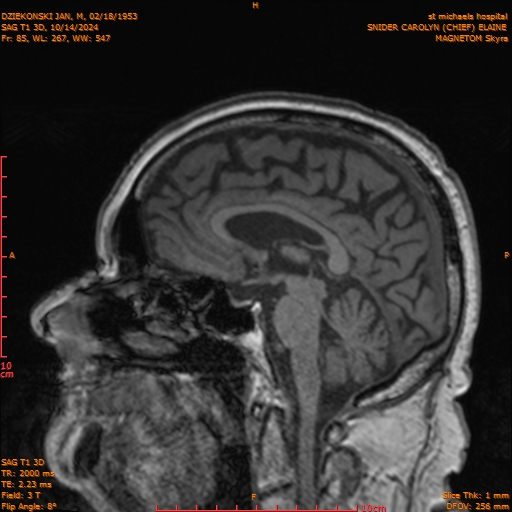 H
DZIEKONSKI JAN, M, 02/18/1953
SAG T1 3D, 10/14/2024
Fr: 85, WL: 267, WW: 547
st michaels hospital
SNIDER CAROLYN (CHIEF) ELAINE
MAGNETOM Skyra
A
P
10
cm
SAG T1 3D
TR: 2000 ms
TE: 2.23 ms
Field: 3 T
Flip Angle: 8°
F
10cm
Slice Thk: 1 mm
DFOV: 256 mm